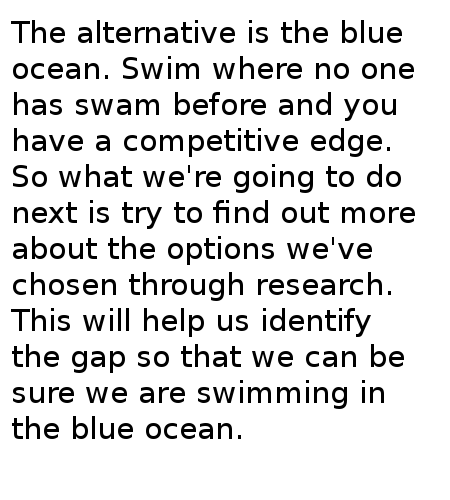 The alternative is the blue
ocean. Swim where no one
has swam before and you
have a competitive edge.
So what we're going to do
next is try to find out more
about the options we've
chosen through research.
This will help us identify
the gap so that we can be
sure we are swimming in
the blue ocean.